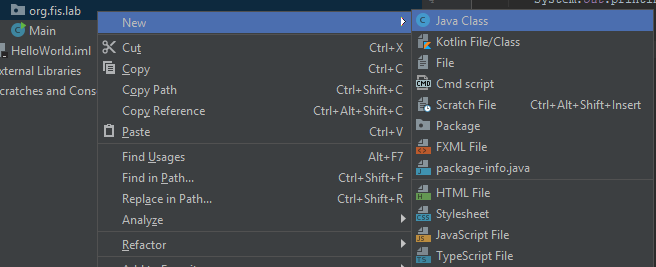 org.fis.lab
Main
HelloWorld.iml
xternal Libraries
cratches and Conso
New
Cut Ctrl+X
Copy Ctrl+C
Copy Path Ctrl+Shift+C
Copy Reference Ctrl+Alt+Shift+C
Paste Ctrl+V
Find Usages Alt+F7
Find in Path... Ctrl+Shift+F
Replace in Path... Ctrl+Shift+R
Analyze
Refactor
System.out.println
Java Class
Kotlin File/Class
File
Cmd script
Scratch File Ctrl+Alt+Shift+Insert
Package
FXML File
package-info.java
HTML File
Stylesheet
JavaScript File
TypeScript File